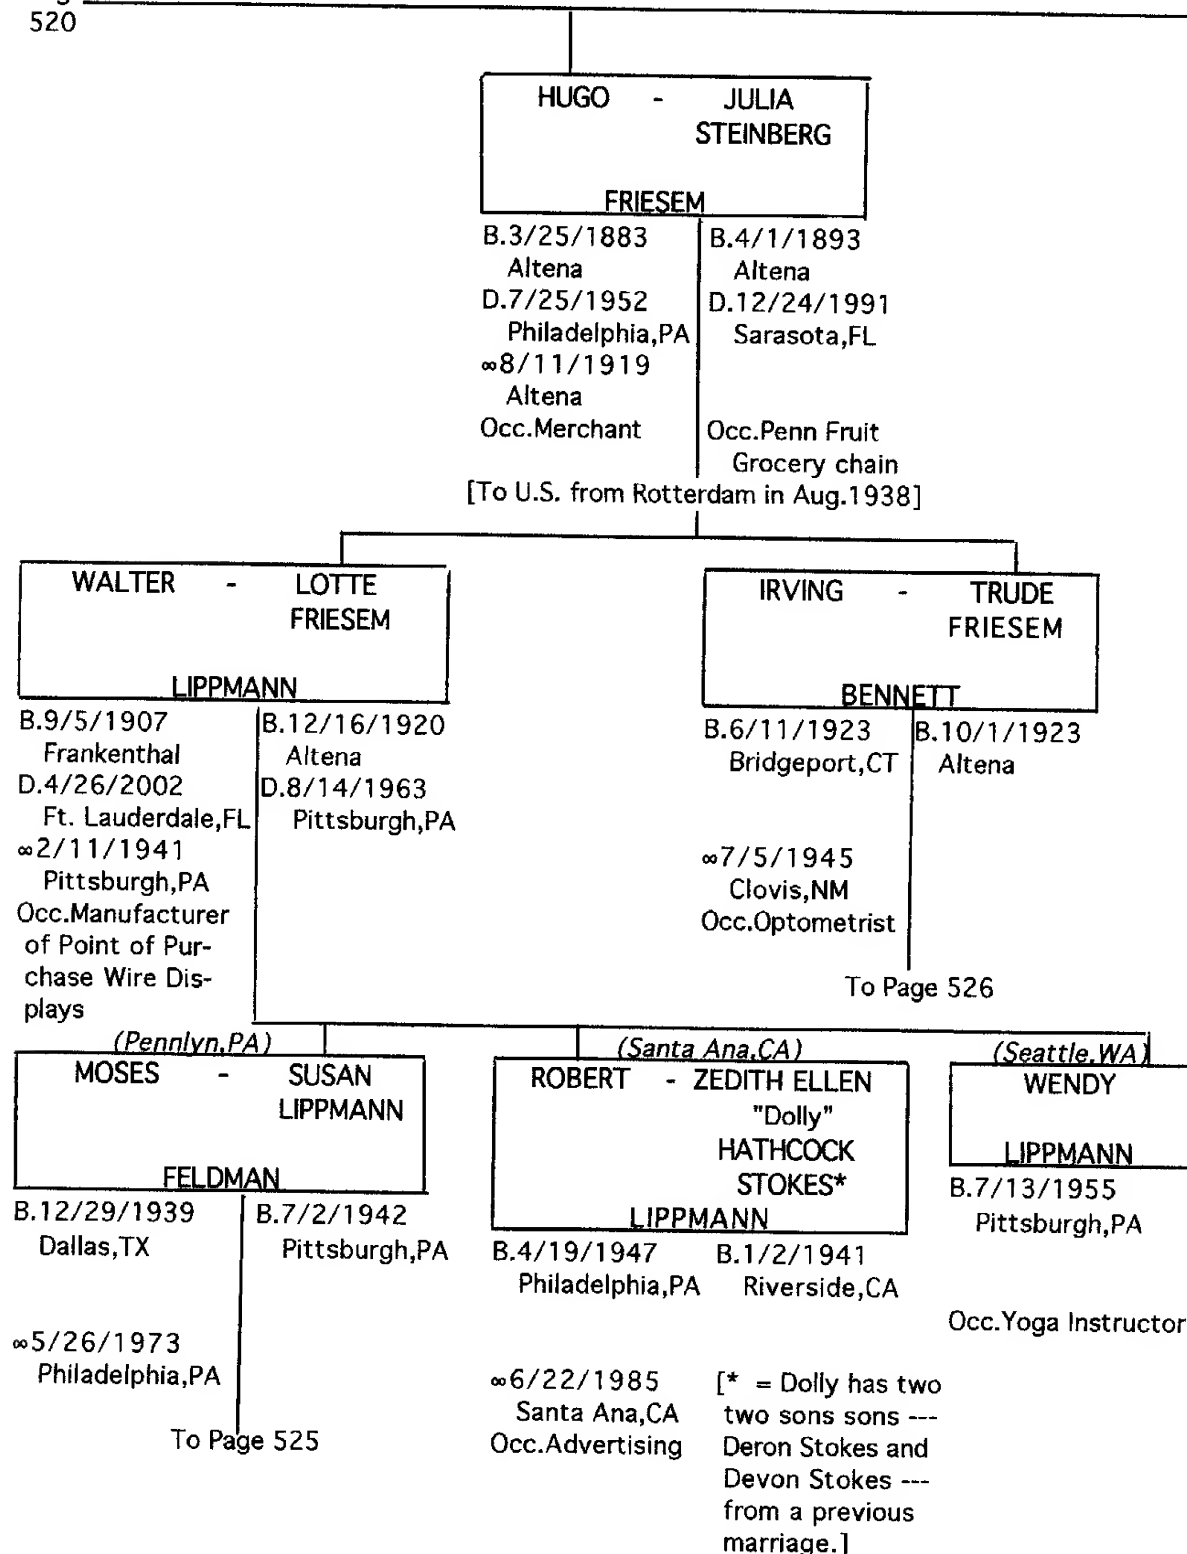 520
HUGO - JULIA
STEINBERG
FRIESEM
B.3/25/1883
Altena
D.7/25/1952
Philadelphia,PA
∞8/11/1919
Altena
Occ.Merchant
B.4/1/1893
Altena
D.12/24/1991
Sarasota,FL
Occ.Penn Fruit
Grocery chain
[To U.S. from Rotterdam in Aug.1938]
WALTER - LOTTE
FRIESEM
LIPPMANN
B.9/5/1907
Frankenthal
D.4/26/2002
Ft. Lauderdale,FL
∞2/11/1941
Pittsburgh,PA
Occ.Manufacturer
of Point of Pur-
chase Wire Dis-
plays
B.12/16/1920
Altena
D.8/14/1963
Pittsburgh,PA
IRVING - TRUDE
FRIESEM
BENNETT
B.6/11/1923
Bridgeport,CT
∞7/5/1945
Clovis,NM
Occ.Optometrist
B.10/1/1923
Altena
To Page 526
(Pennlyn,PA)
MOSES - SUSAN
LIPPMANN
FELDMAN
B.12/29/1939
Dallas,TX
∞5/26/1973
Philadelphia,PA
B.7/2/1942
Pittsburgh,PA
To Page 525
(Santa Ana,CA)
ROBERT - ZEDITH ELLEN
"Dolly"
HATHCOCK
STOKES*
LIPPMANN
B.4/19/1947
Philadelphia,PA
∞6/22/1985
Santa Ana,CA
Occ.Advertising
B.1/2/1941
Riverside,CA
[* = Dolly has two
two sons sons ---
Deron Stokes and
Devon Stokes ---
from a previous
marriage.]
(Seattle,WA)
WENDY
LIPPMANN
B.7/13/1955
Pittsburgh,PA
Occ.Yoga Instructor